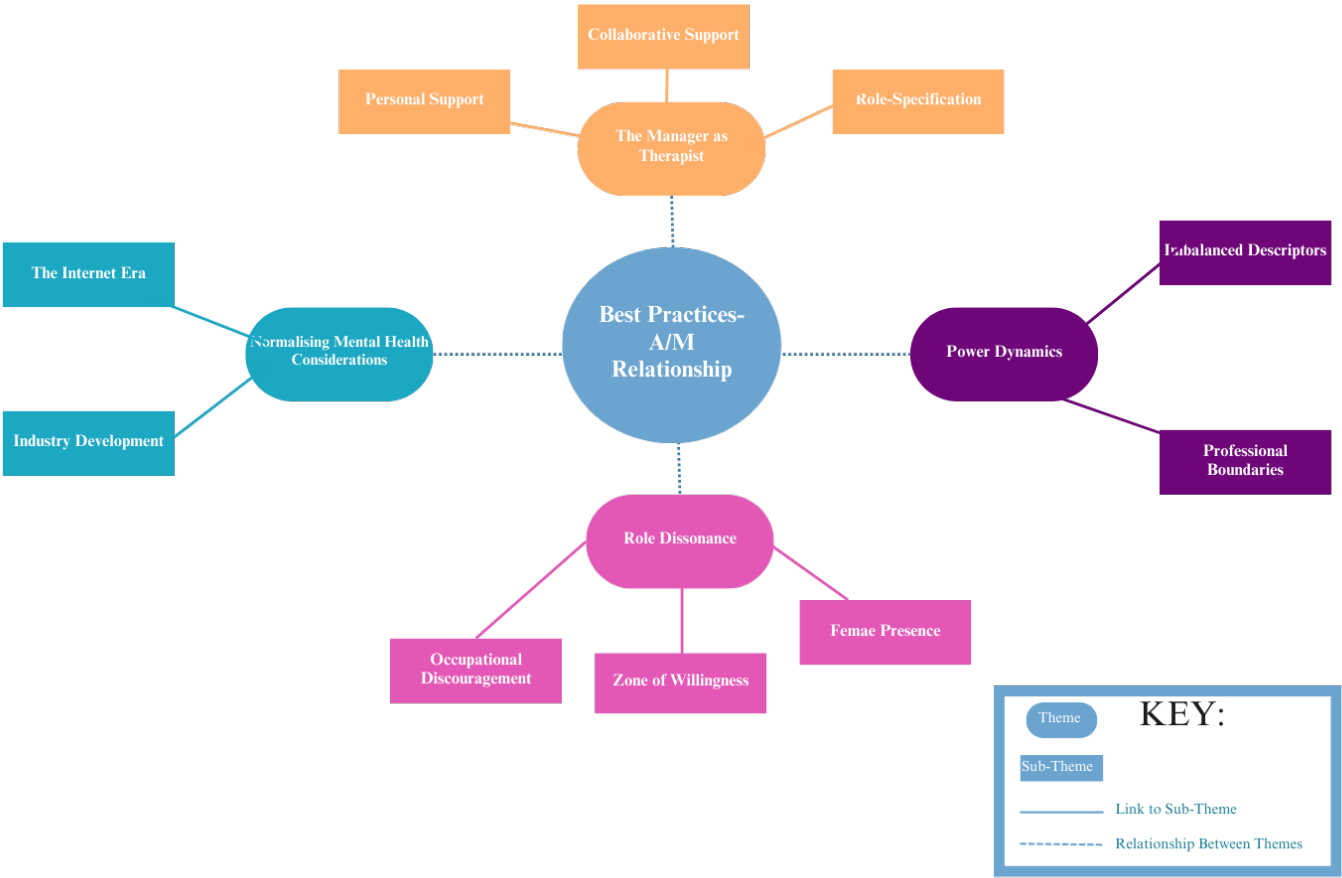 Collaborative Support
Personal Support
Role-Specification
The Manager as
Therapist
Imbalanced Descriptors
The Internet Era
Normalising Mental Health
Considerations
Best Practices-
A/M
Relationship
Power Dynamics
Industry Development
Professional
Boundaries
Role Dissonance
Femae Presence
Occupational
Discouragement
Zone of Willingness
Theme
KEY:
Sub-Theme
Link to Sub-Theme
Relationship Between Themes